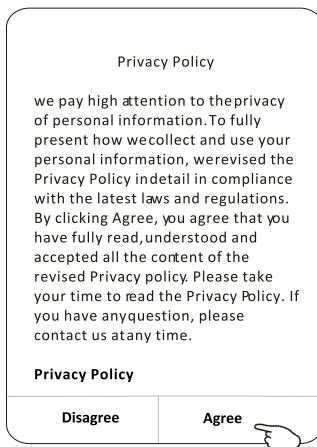 Privacy Policy
we pay high attention to theprivacy
of personal information.To fully
present how wecollect and use your
personal information, werevised the
Privacy Policy indetail in compliance
with the latest laws and regulations.
By clicking Agree, you agree that you
have fully read,understood and
accepted all the content of the
revised Privacy policy. Please take
your time to read the Privacy Policy. If
you have anyquestion, please
contact us atany time.
Privacy Policy
Disagree Agree